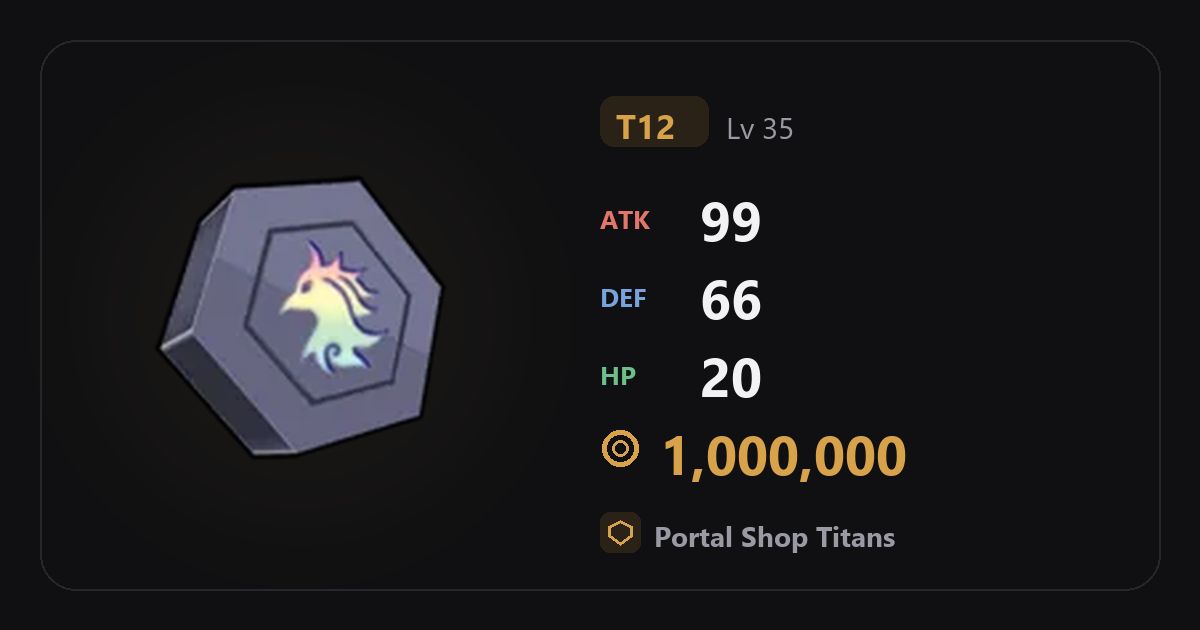 T12 Lv 35
ATK 99
DEF 66
HP 20
1,000,000
Portal Shop Titans